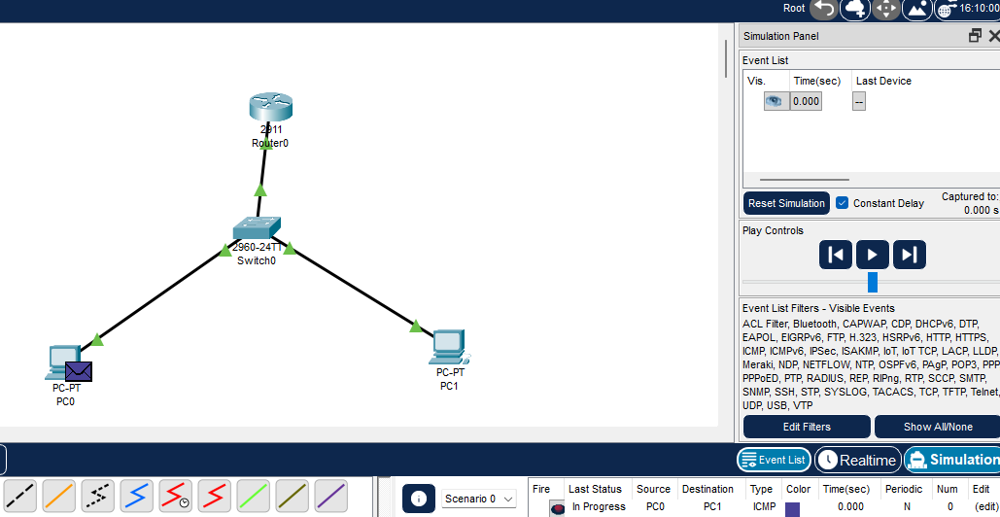 Root
16:10:00
Simulation Panel
Event List
Vis.
Time(sec)
Last Device
0.000
--
Reset Simulation
Constant Delay
Captured to:
0.000 s
Play Controls
Event List Filters - Visible Events
ACL Filter, Bluetooth, CAPWAP, CDP, DHCPv6, DTP,
EAPOL, EIGRPv6, FTP, H.323, HSRPv6, HTTP, HTTPS,
ICMP, ICMPv6, IPSec, ISAKMP, IoT, IoT TCP, LACP, LLDP,
Meraki, NDP, NETFLOW, NTP, OSPFv6, PAgP, POP3, PPP
PPPoED, PTP, RADIUS, REP, RIPng, RTP, SCCP, SMTP,
SNMP, SSH, STP, SYSLOG, TACACS, TCP, TFTP, Telnet,
UDP, USB, VTP
Edit Filters
Show All/None
2911
Router0
2960-24TT
Switch0
PC-PT
PC0
PC-PT
PC1
Event List
Realtime
Simulation
Scenario 0
Fire Last Status Source Destination Type Color Time(sec) Periodic Num Edit
In Progress PC0 PC1 ICMP 0.000 N 0 (edit